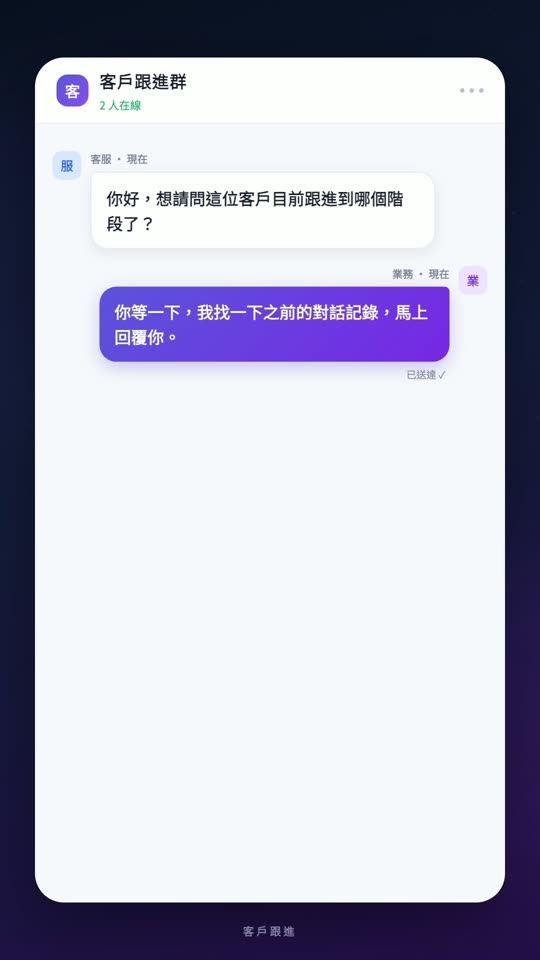 客
客戶跟進群
2 人在線
服
客服 • 現在
你好，想請問這位客戶目前跟進到哪個階
段了？
業務 • 現在
業
你等一下，我找一下之前的對話記錄，馬上
回覆你。
已送達 ✓
客戶跟進